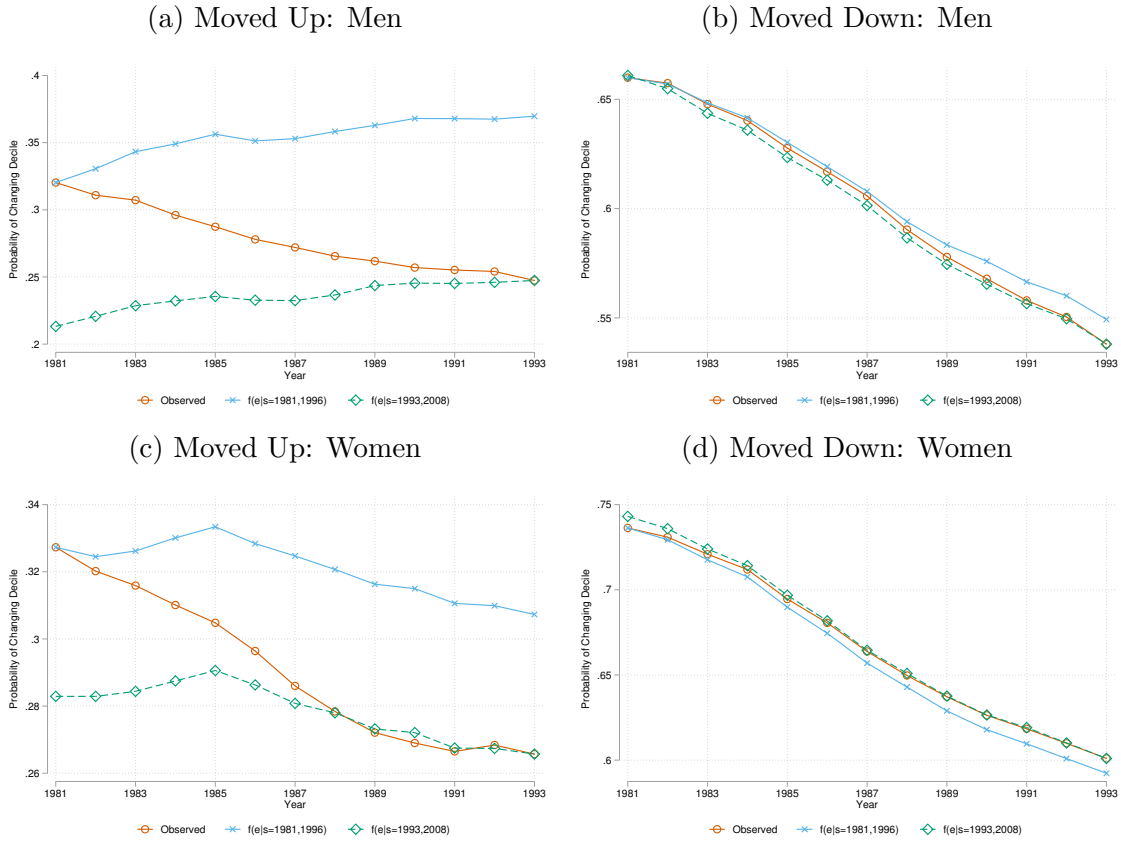 (a) Moved Up: Men
Probability of Changing Decile
.4
.35
.3
.25
.2
1981 1983 1985 1987 1989 1991 1993
Year
Observed f(e|s=1981,1996) f(e|s=1993,2008)
(b) Moved Down: Men
Probability of Changing Decile
.65
.6
.55
1981 1983 1985 1987 1989 1991 1993
Year
Observed f(e|s=1981,1996) f(e|s=1993,2008)
(c) Moved Up: Women
Probability of Changing Decile
.34
.32
.3
.28
.26
1981 1983 1985 1987 1989 1991 1993
Year
Observed f(e|s=1981,1996) f(e|s=1993,2008)
(d) Moved Down: Women
Probability of Changing Decile
.75
.7
.65
.6
1981 1983 1985 1987 1989 1991 1993
Year
Observed f(e|s=1981,1996) f(e|s=1993,2008)